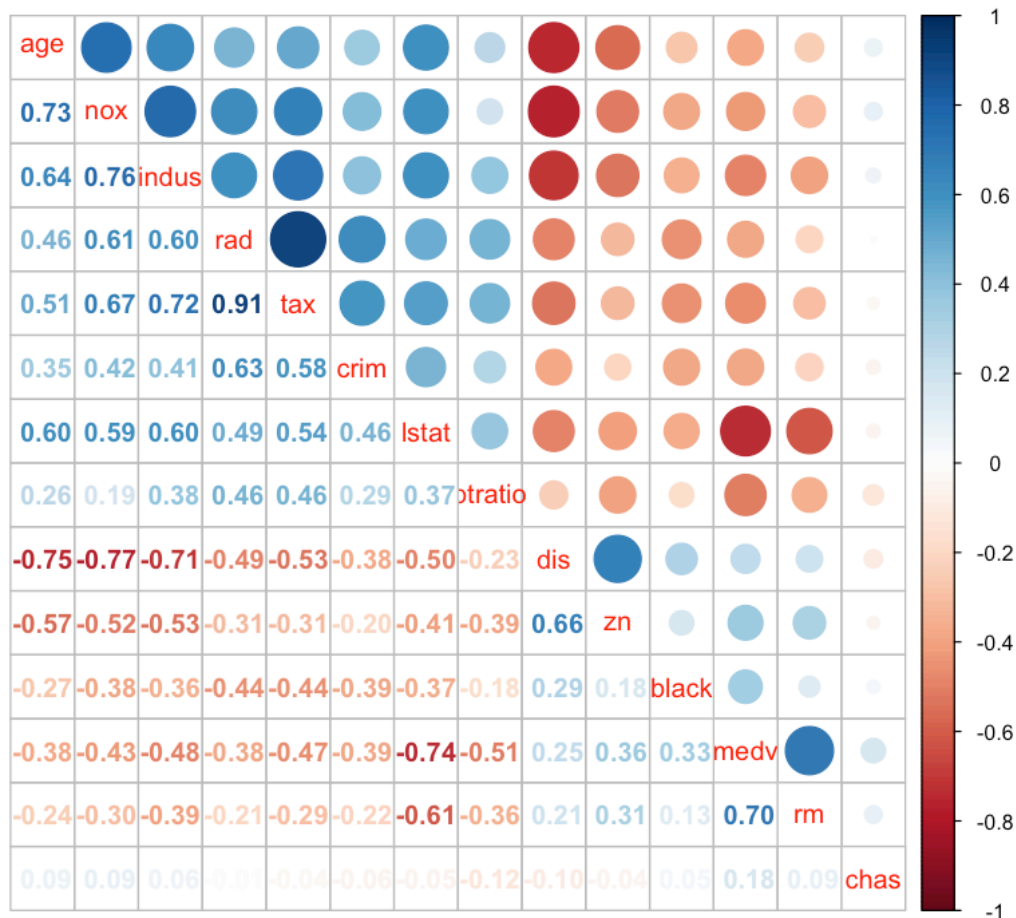 age
1
0.73 nox
0.8
0.64 0.76 indus
0.6
0.46 0.61 0.60 rad
0.51 0.67 0.72 0.91 tax
0.4
0.35 0.42 0.41 0.63 0.58 crim
0.2
0.60 0.59 0.60 0.49 0.54 0.46 lstat
0
0.26 0.19 0.38 0.46 0.46 0.29 0.37 otratio
-0.2
-0.75 -0.77 -0.71 -0.49 -0.53 -0.38 -0.50 -0.23 dis
-0.57 -0.52 -0.53 -0.31 -0.31 -0.20 -0.41 -0.39 0.66 zn
-0.4
-0.27 -0.38 -0.36 -0.44 -0.44 -0.39 -0.37 -0.18 0.29 0.18 black
-0.6
-0.38 -0.43 -0.48 -0.38 -0.47 -0.39 -0.74 -0.51 0.25 0.36 0.33 medv
-0.24 -0.30 -0.39 -0.21 -0.29 -0.22 -0.61 -0.36 0.21 0.31 0.13 0.70 rm
-0.8
0.09 0.09 0.06 -0.01 -0.04 -0.06 -0.05 -0.12 -0.10 -0.04 0.05 0.18 0.09 chas
-1